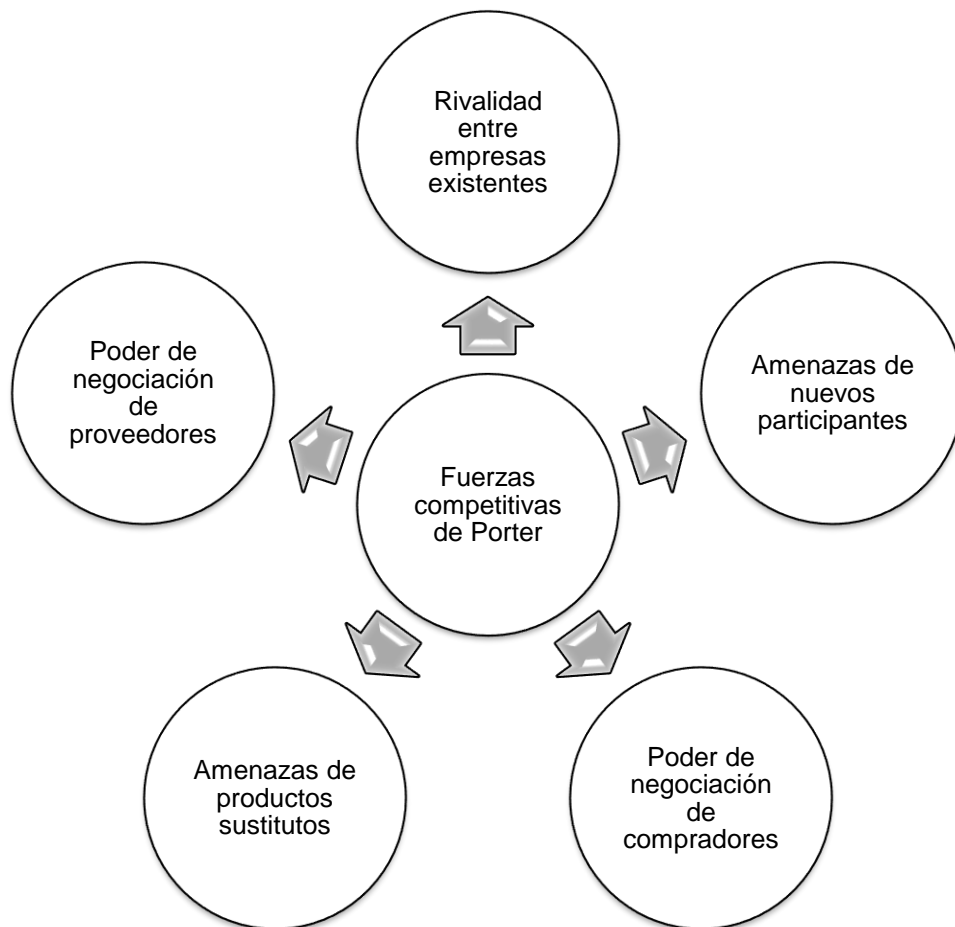 Rivalidad
entre
empresas
existentes
Poder de
negociación
de
proveedores
Amenazas de
nuevos
participantes
Fuerzas
competitivas
de Porter
Amenazas de
productos
sustitutos
Poder de
negociación
de
compradores